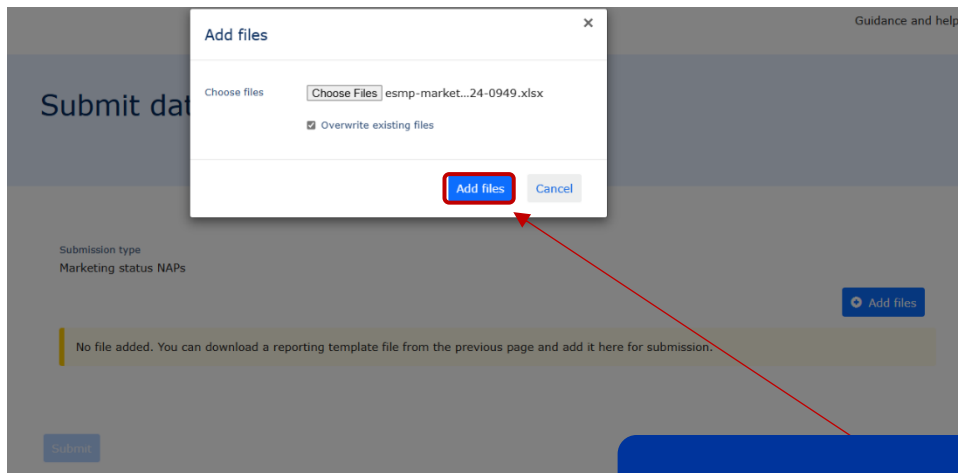 Guidance and help
Add files
×
Submit dat
Choose files
Choose Files esmp-market...24-0949.xlsx
Overwrite existing files
Add files Cancel
Submission type
Marketing status NAPs
Add files
No file added. You can download a reporting template file from the previous page and add it here for submission.
Submit